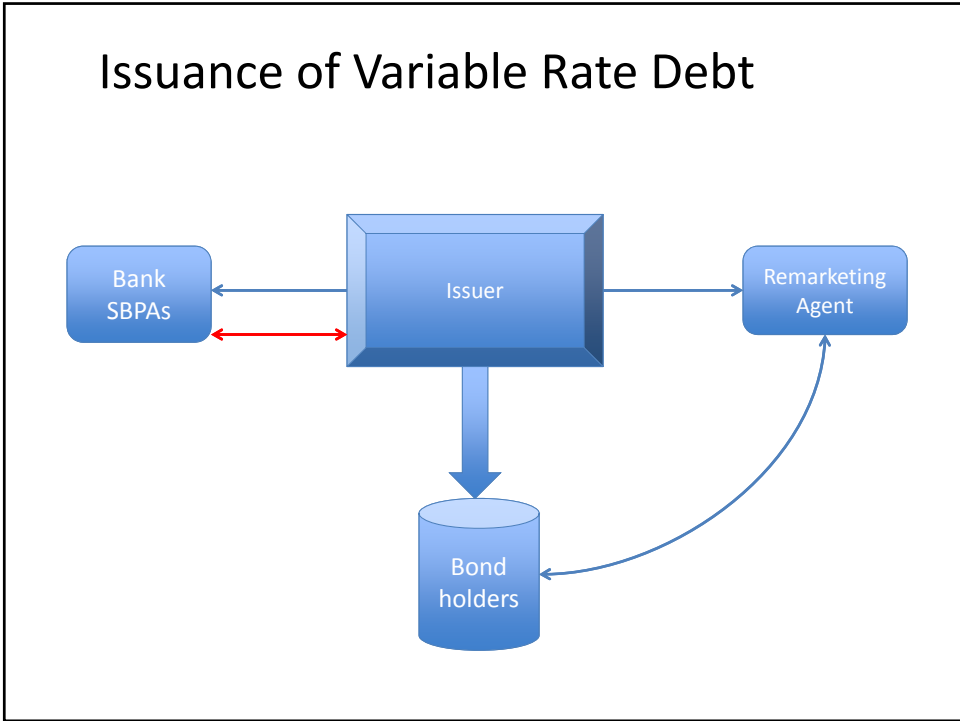 Issuance of Variable Rate Debt
Bank
SBPAs
Issuer
Remarketing
Agent
Bond
holders